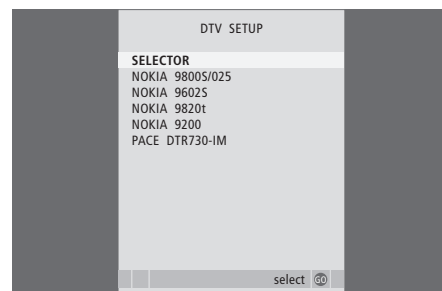 DTV SETUP
SELECTOR
NOKIA 9800S/025
NOKIA 9602S
NOKIA 9820t
NOKIA 9200
PACE DTR730-IM
select GO